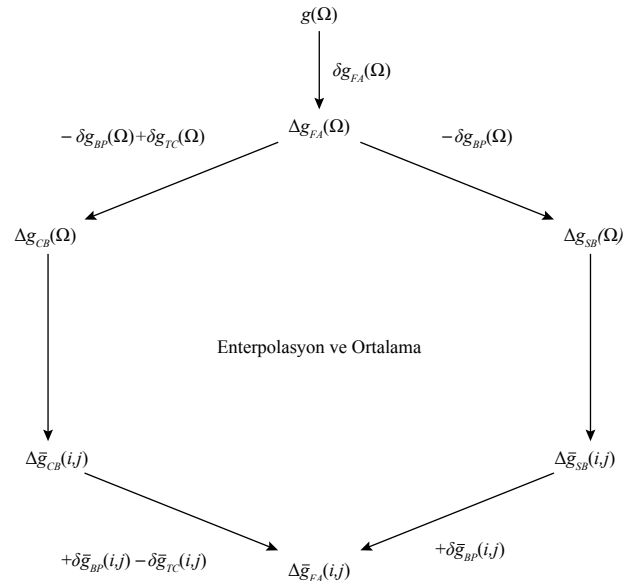 g(Ω)
δg_FA(Ω)
Δg_FA(Ω)
− δg_BP(Ω)+δg_TC(Ω)
−δg_BP(Ω)
Δg_CB(Ω)
Δg_SB(Ω)
Enterpolasyon ve Ortalama
Δḡ_CB(i,j)
Δḡ_SB(i,j)
+δḡ_BP(i,j) −δḡ_TC(i,j)
+δḡ_BP(i,j)
Δḡ_FA(i,j)